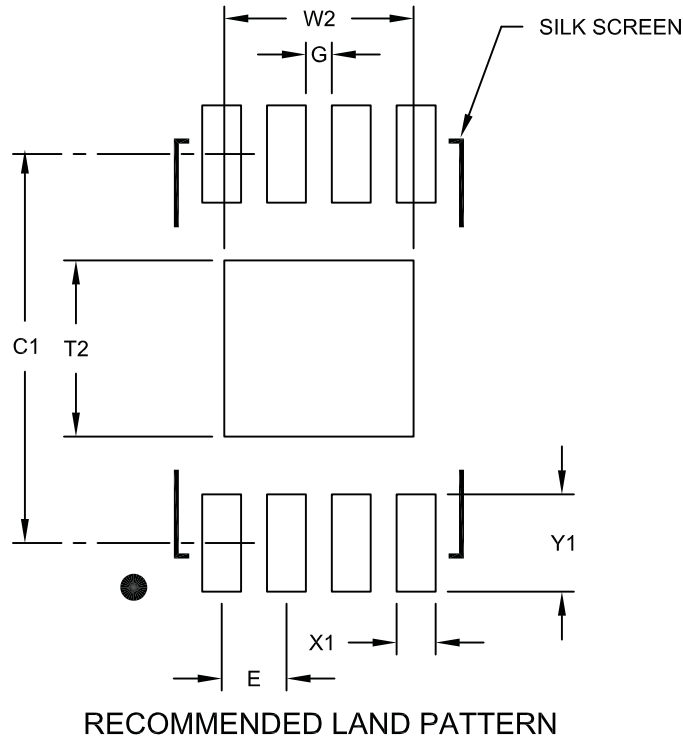 W2
SILK SCREEN
G
C1
T2
Y1
X1
E
RECOMMENDED LAND PATTERN